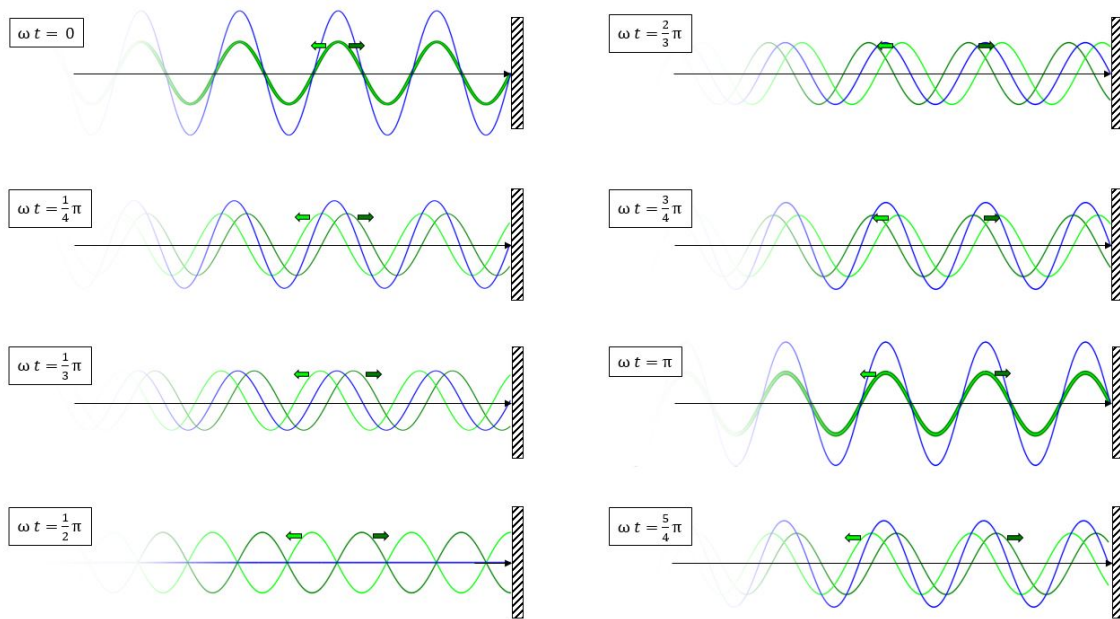 ω t = 0
ω t = 1/4 π
ω t = 1/3 π
ω t = 1/2 π
ω t = 2/3 π
ω t = 3/4 π
ω t = π
ω t = 5/4 π